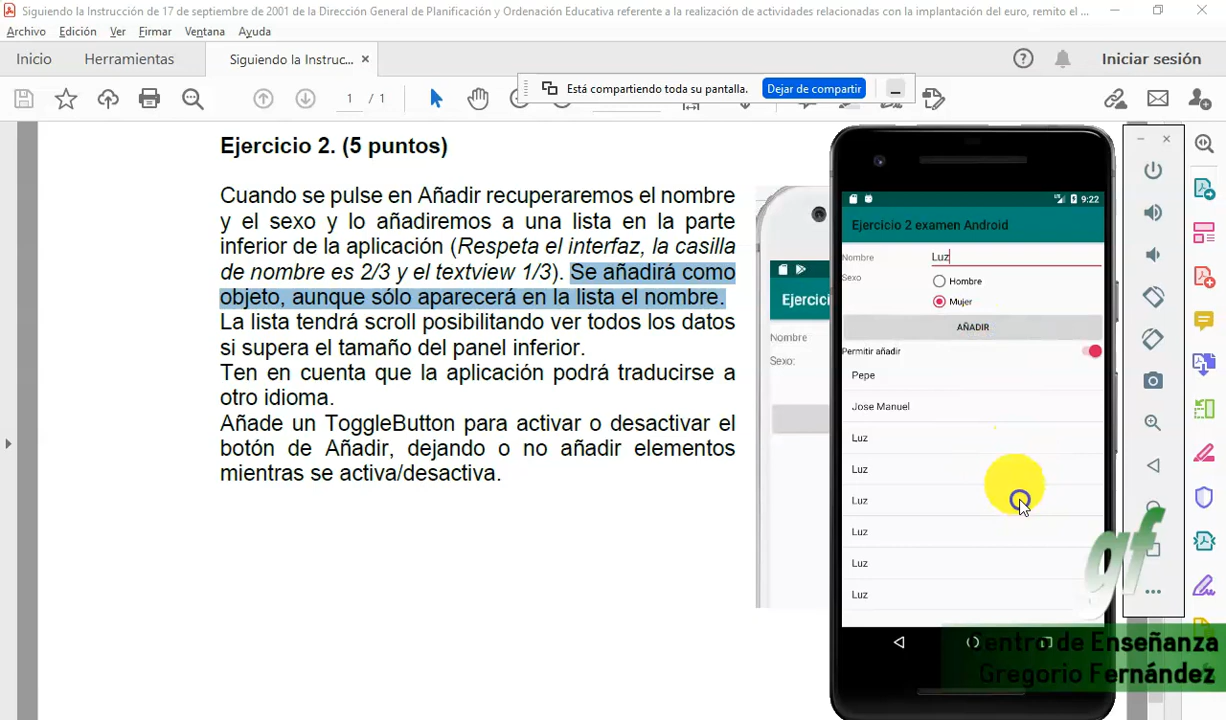 Siguiendo la Instrucción de 17 de septiembre de 2001 de la Dirección General de Planificación y Ordenación Educativa referente a la realización de actividades relacionadas con la implantación del euro, remito el ...
Archivo Edición Ver Firmar Ventana Ayuda
Inicio Herramientas Siguiendo la Instruc... × Iniciar sesión
1 / 1
Está compartiendo toda su pantalla. Dejar de compartir
Ejercicio 2. (5 puntos)
Cuando se pulse en Añadir recuperaremos el nombre
y el sexo y lo añadiremos a una lista en la parte
inferior de la aplicación (Respeta el interfaz, la casilla
de nombre es 2/3 y el textview 1/3). Se añadirá como
objeto, aunque sólo aparecerá en la lista el nombre.
La lista tendrá scroll posibilitando ver todos los datos
si supera el tamaño del panel inferior.
Ten en cuenta que la aplicación podrá traducirse a
otro idioma.
Añade un ToggleButton para activar o desactivar el
botón de Añadir, dejando o no añadir elementos
mientras se activa/desactiva.
Ejerci
Nombre
Sexo:
9:22
Ejercicio 2 examen Android
Nombre Luz
Sexo
Hombre
Mujer
AÑADIR
Permitir añadir
Pepe
Jose Manuel
Luz
Luz
Luz
Luz
Luz
Luz
gf
Centro de Enseñanza
Gregorio Fernández